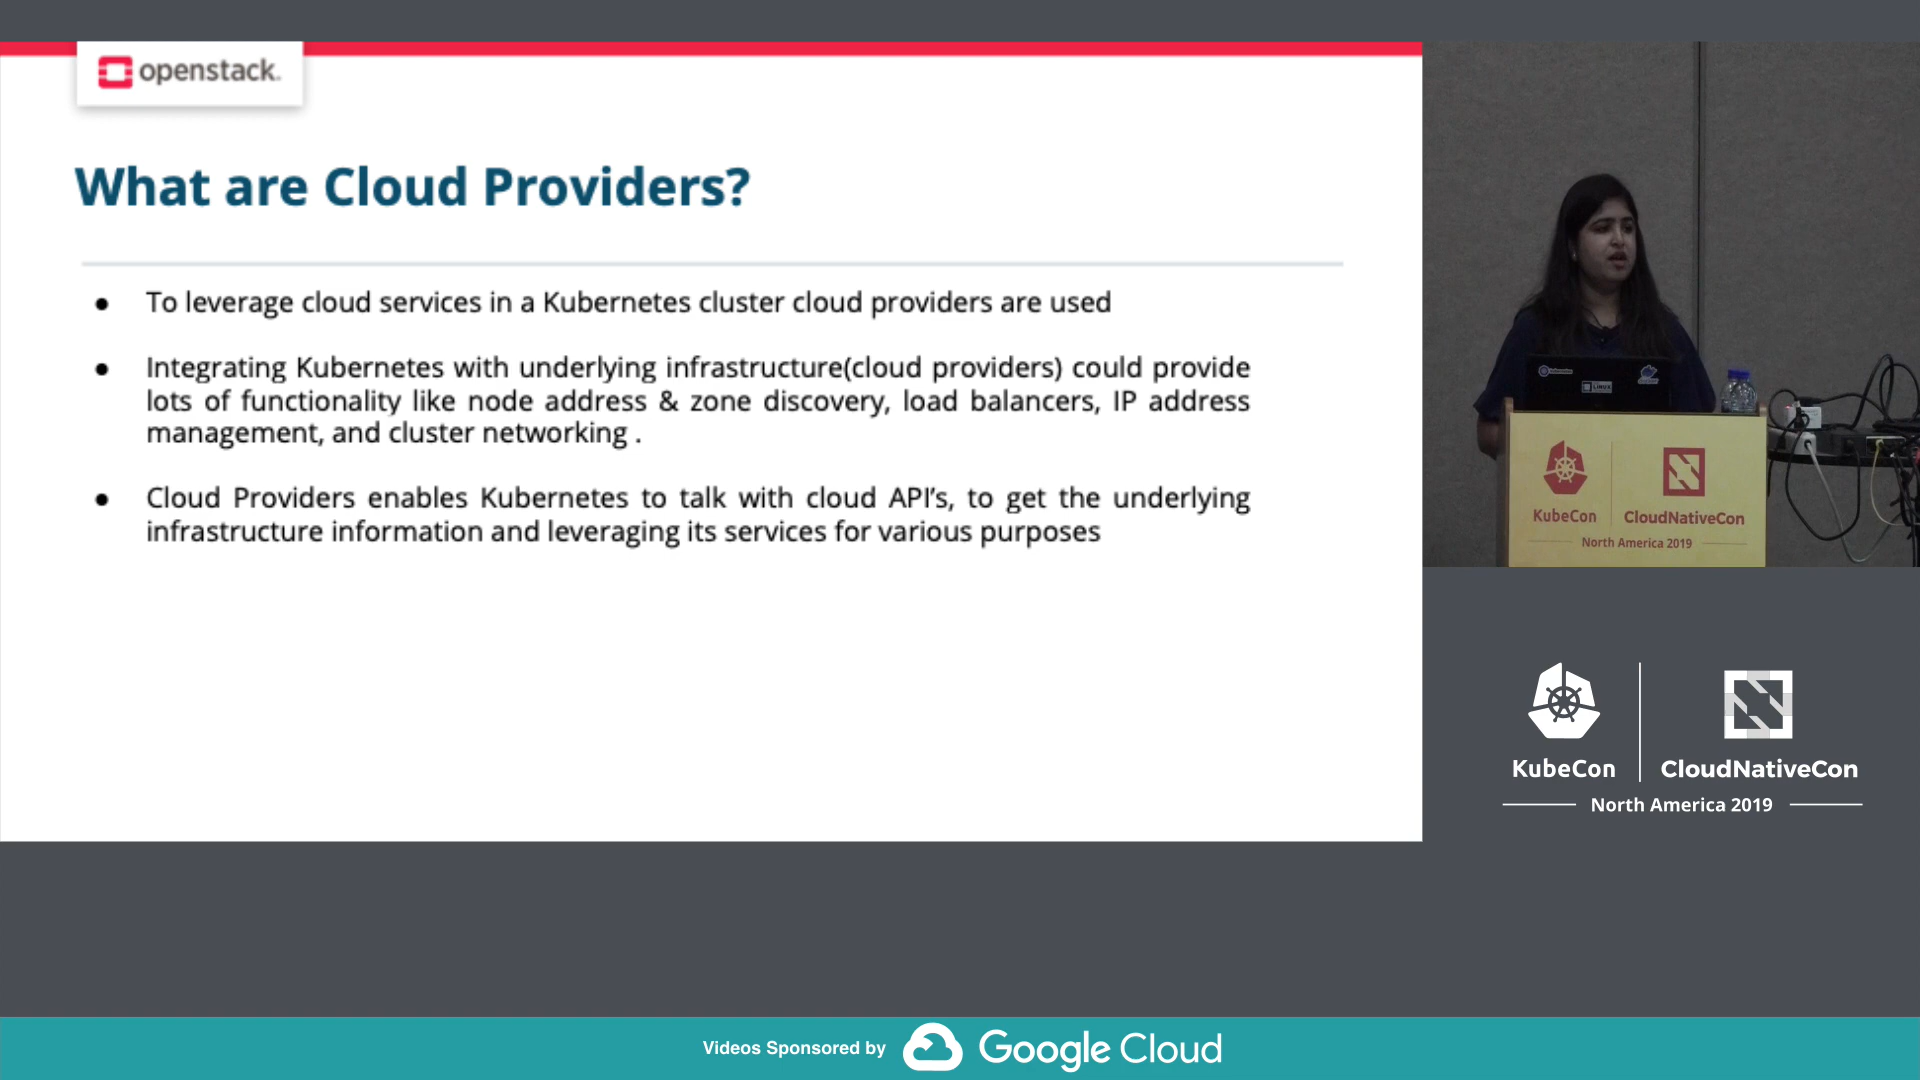 openstack.
What are Cloud Providers?
● To leverage cloud services in a Kubernetes cluster cloud providers are used
● Integrating Kubernetes with underlying infrastructure(cloud providers) could provide
lots of functionality like node address & zone discovery, load balancers, IP address
management, and cluster networking .
● Cloud Providers enables Kubernetes to talk with cloud API's, to get the underlying
infrastructure information and leveraging its services for various purposes
KubeCon
CloudNativeCon
North America 2019
KubeCon
CloudNativeCon
North America 2019
Videos Sponsored by
Google Cloud